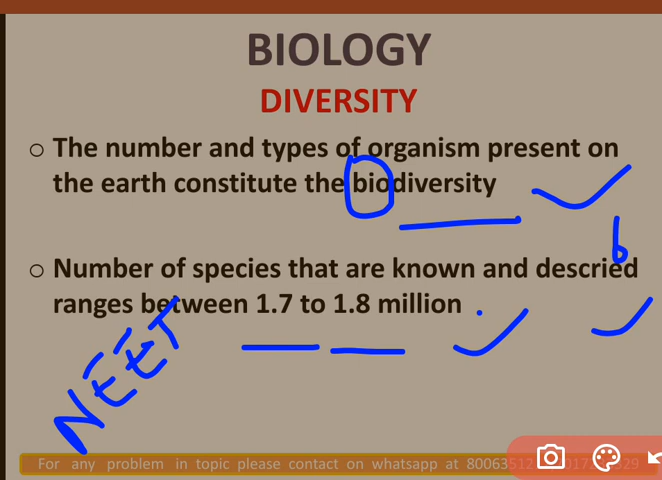 BIOLOGY
DIVERSITY
○ The number and types of organism present on
the earth constitute the biodiversity
b
○ Number of species that are known and descried
ranges between 1.7 to 1.8 million
NEET
For any problem in topic please contact on whatsapp at